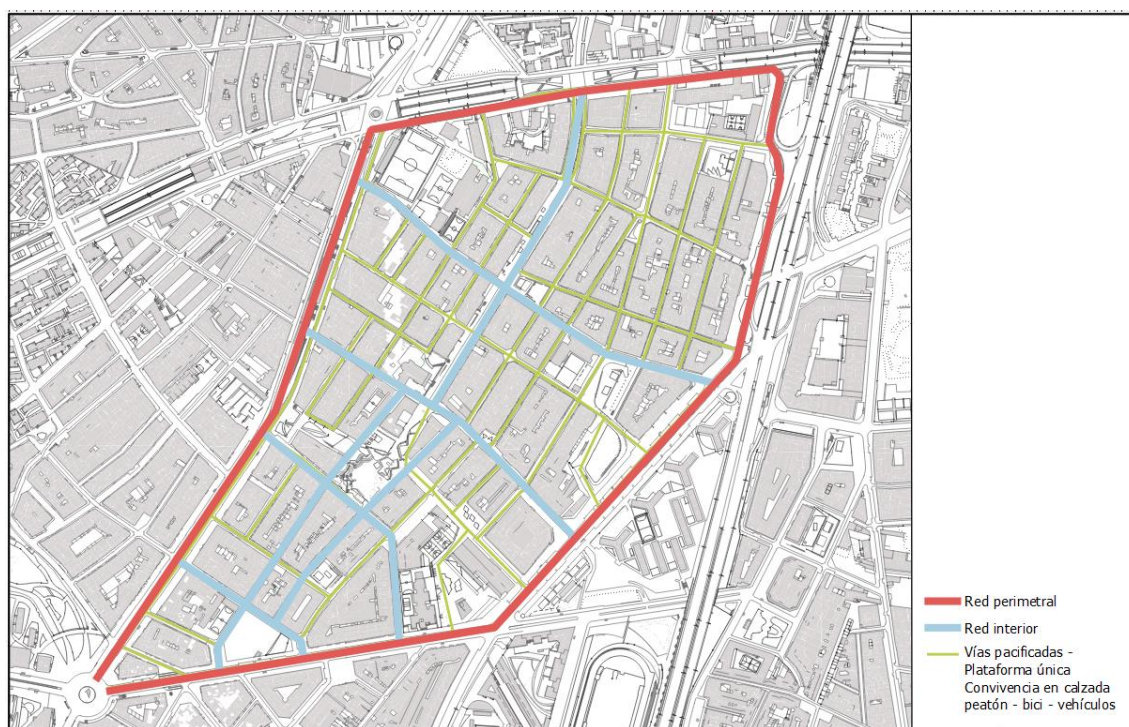 Red perimetral
Red interior
Vías pacificadas -
Plataforma única
Convivencia en calzada
peatón - bici - vehículos